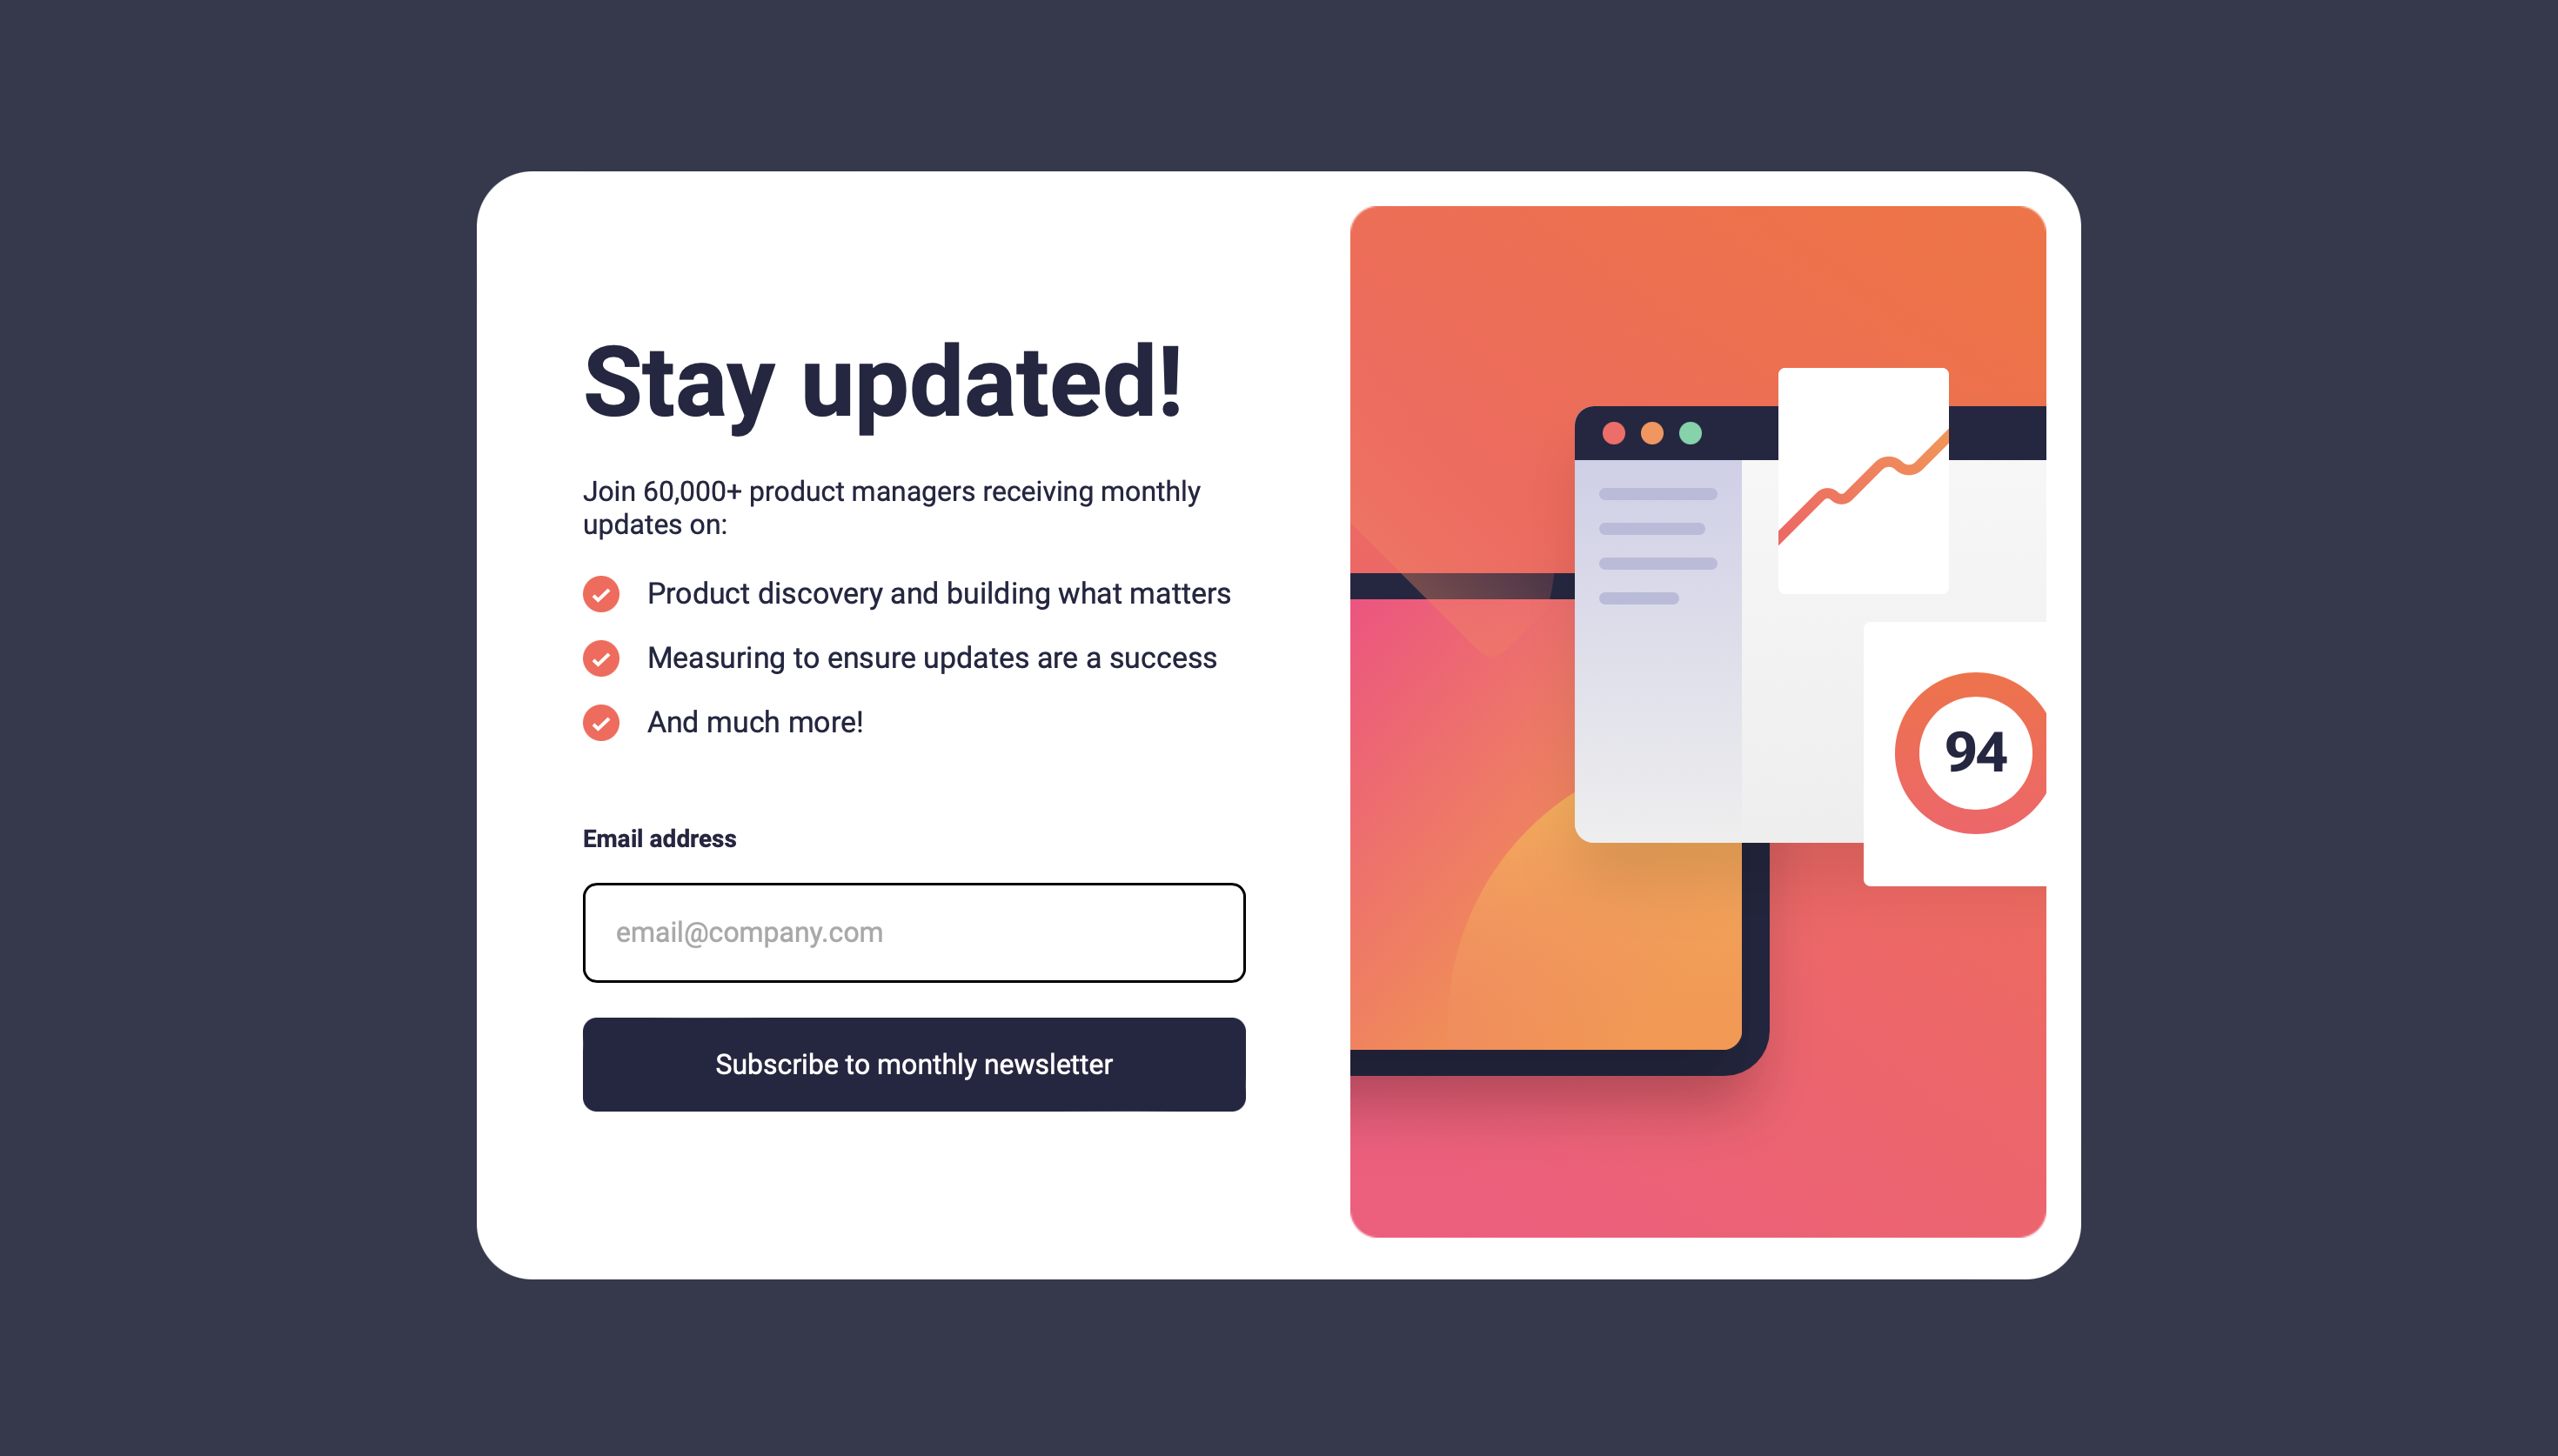 Stay updated!
Join 60,000+ product managers receiving monthly
updates on:
Product discovery and building what matters
Measuring to ensure updates are a success
And much more!
Email address
email@company.com
Subscribe to monthly newsletter
94